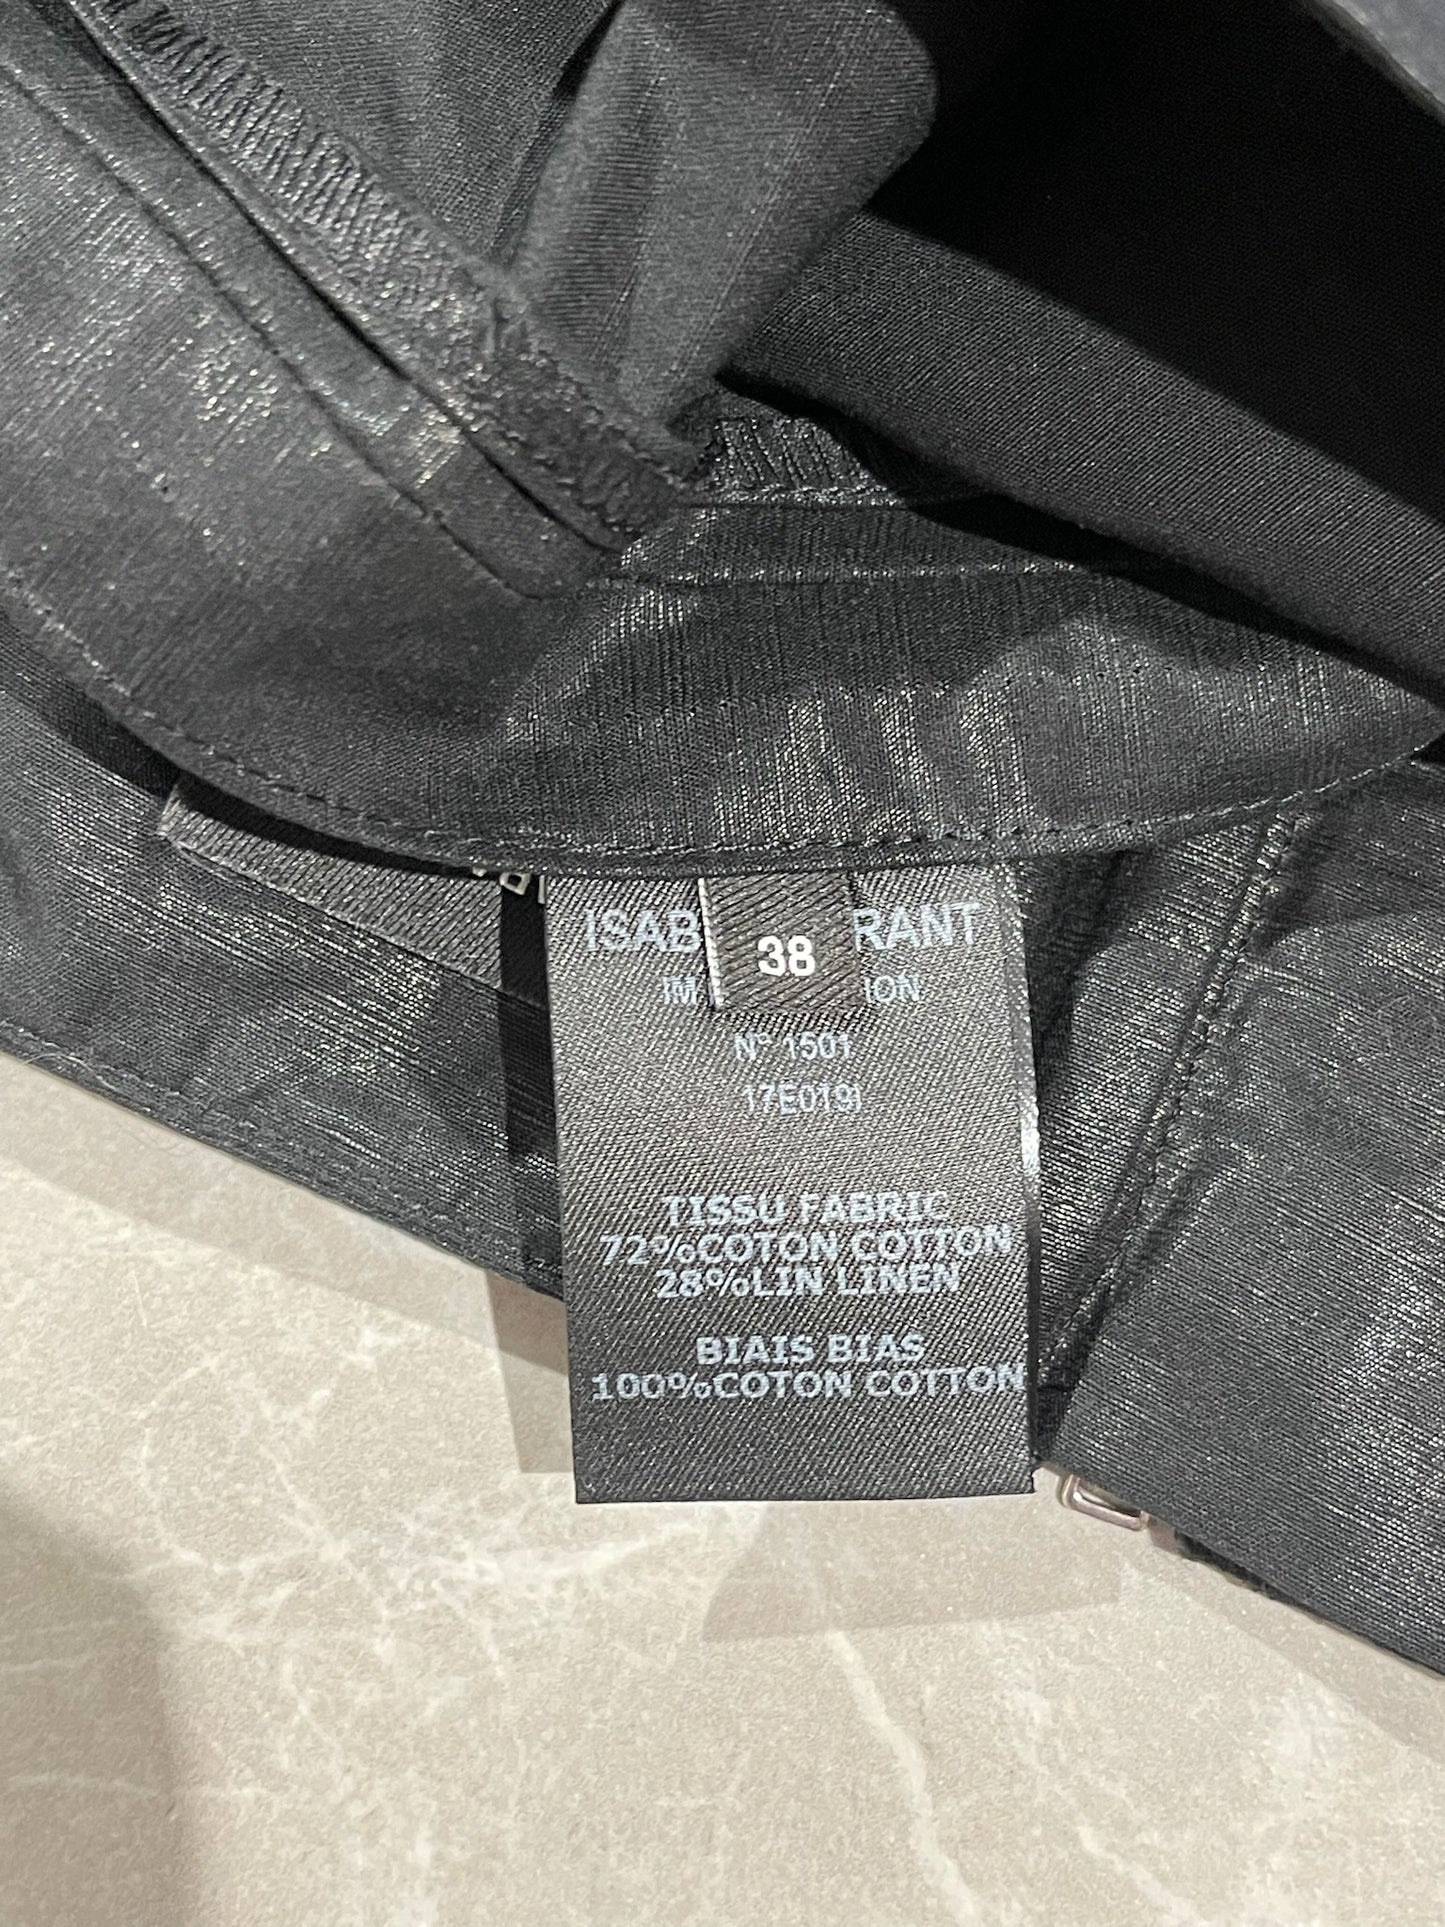 38
ISAB RANT
IM ION
N° 1501
17E019I
TISSU FABRIC
72%COTON COTTON
28%LIN LINEN
BIAIS BIAS
100%COTON COTTON